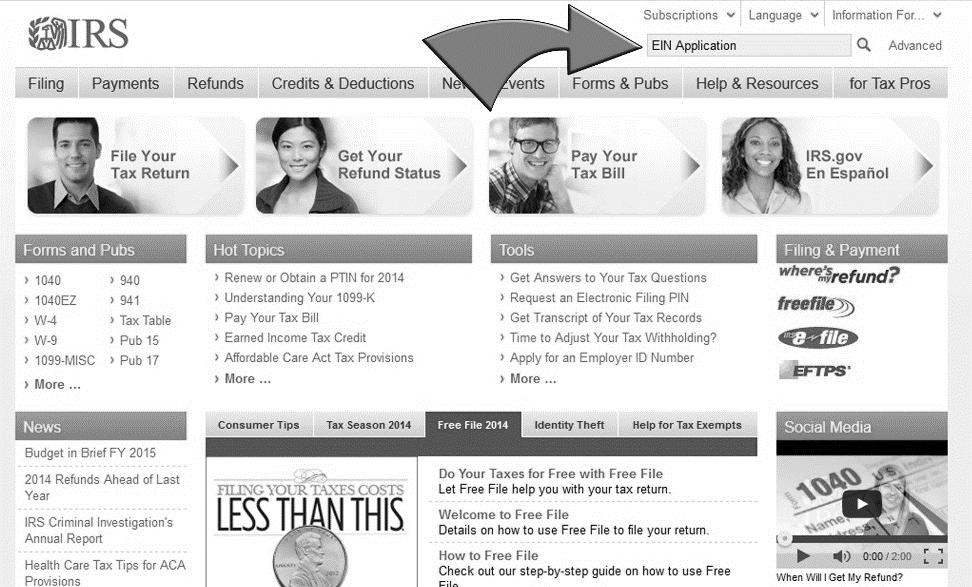 Subscriptions Language Information For...
IRS
EIN Application Advanced
Filing Payments Refunds Credits & Deductions Events Forms & Pubs Help & Resources for Tax Pros
File Your
Tax Return
Get Your
Refund Status
Pay Your
Tax Bill
IRS.gov
En Español
Forms and Pubs
1040
1040EZ
W-4
W-9
1099-MISC
More ...
940
941
Tax Table
Pub 15
Pub 17
Hot Topics
Renew or Obtain a PTIN for 2014
Understanding Your 1099-K
Pay Your Tax Bill
Earned Income Tax Credit
Affordable Care Act Tax Provisions
More ...
Tools
Get Answers to Your Tax Questions
Request an Electronic Filing PIN
Get Transcript of Your Tax Records
Time to Adjust Your Tax Withholding?
Apply for an Employer ID Number
More ...
Filing & Payment
where's my refund?
freefile
e-file
EFTPS
News
Budget in Brief FY 2015
2014 Refunds Ahead of Last
Year
IRS Criminal Investigation's
Annual Report
Health Care Tax Tips for ACA
Provisions
Consumer Tips Tax Season 2014 Free File 2014 Identity Theft Help for Tax Exempts
FILING YOUR TAXES COSTS
LESS THAN THIS.
Do Your Taxes for Free with Free File
Let Free File help you with your tax return.
Welcome to Free File
Details on how to use Free File to file your return.
How to Free File
Check out our step-by-step guide on how to use Free
File.
Social Media
1040
Name,
address,
0:00 / 2:00
When Will I Get My Refund?